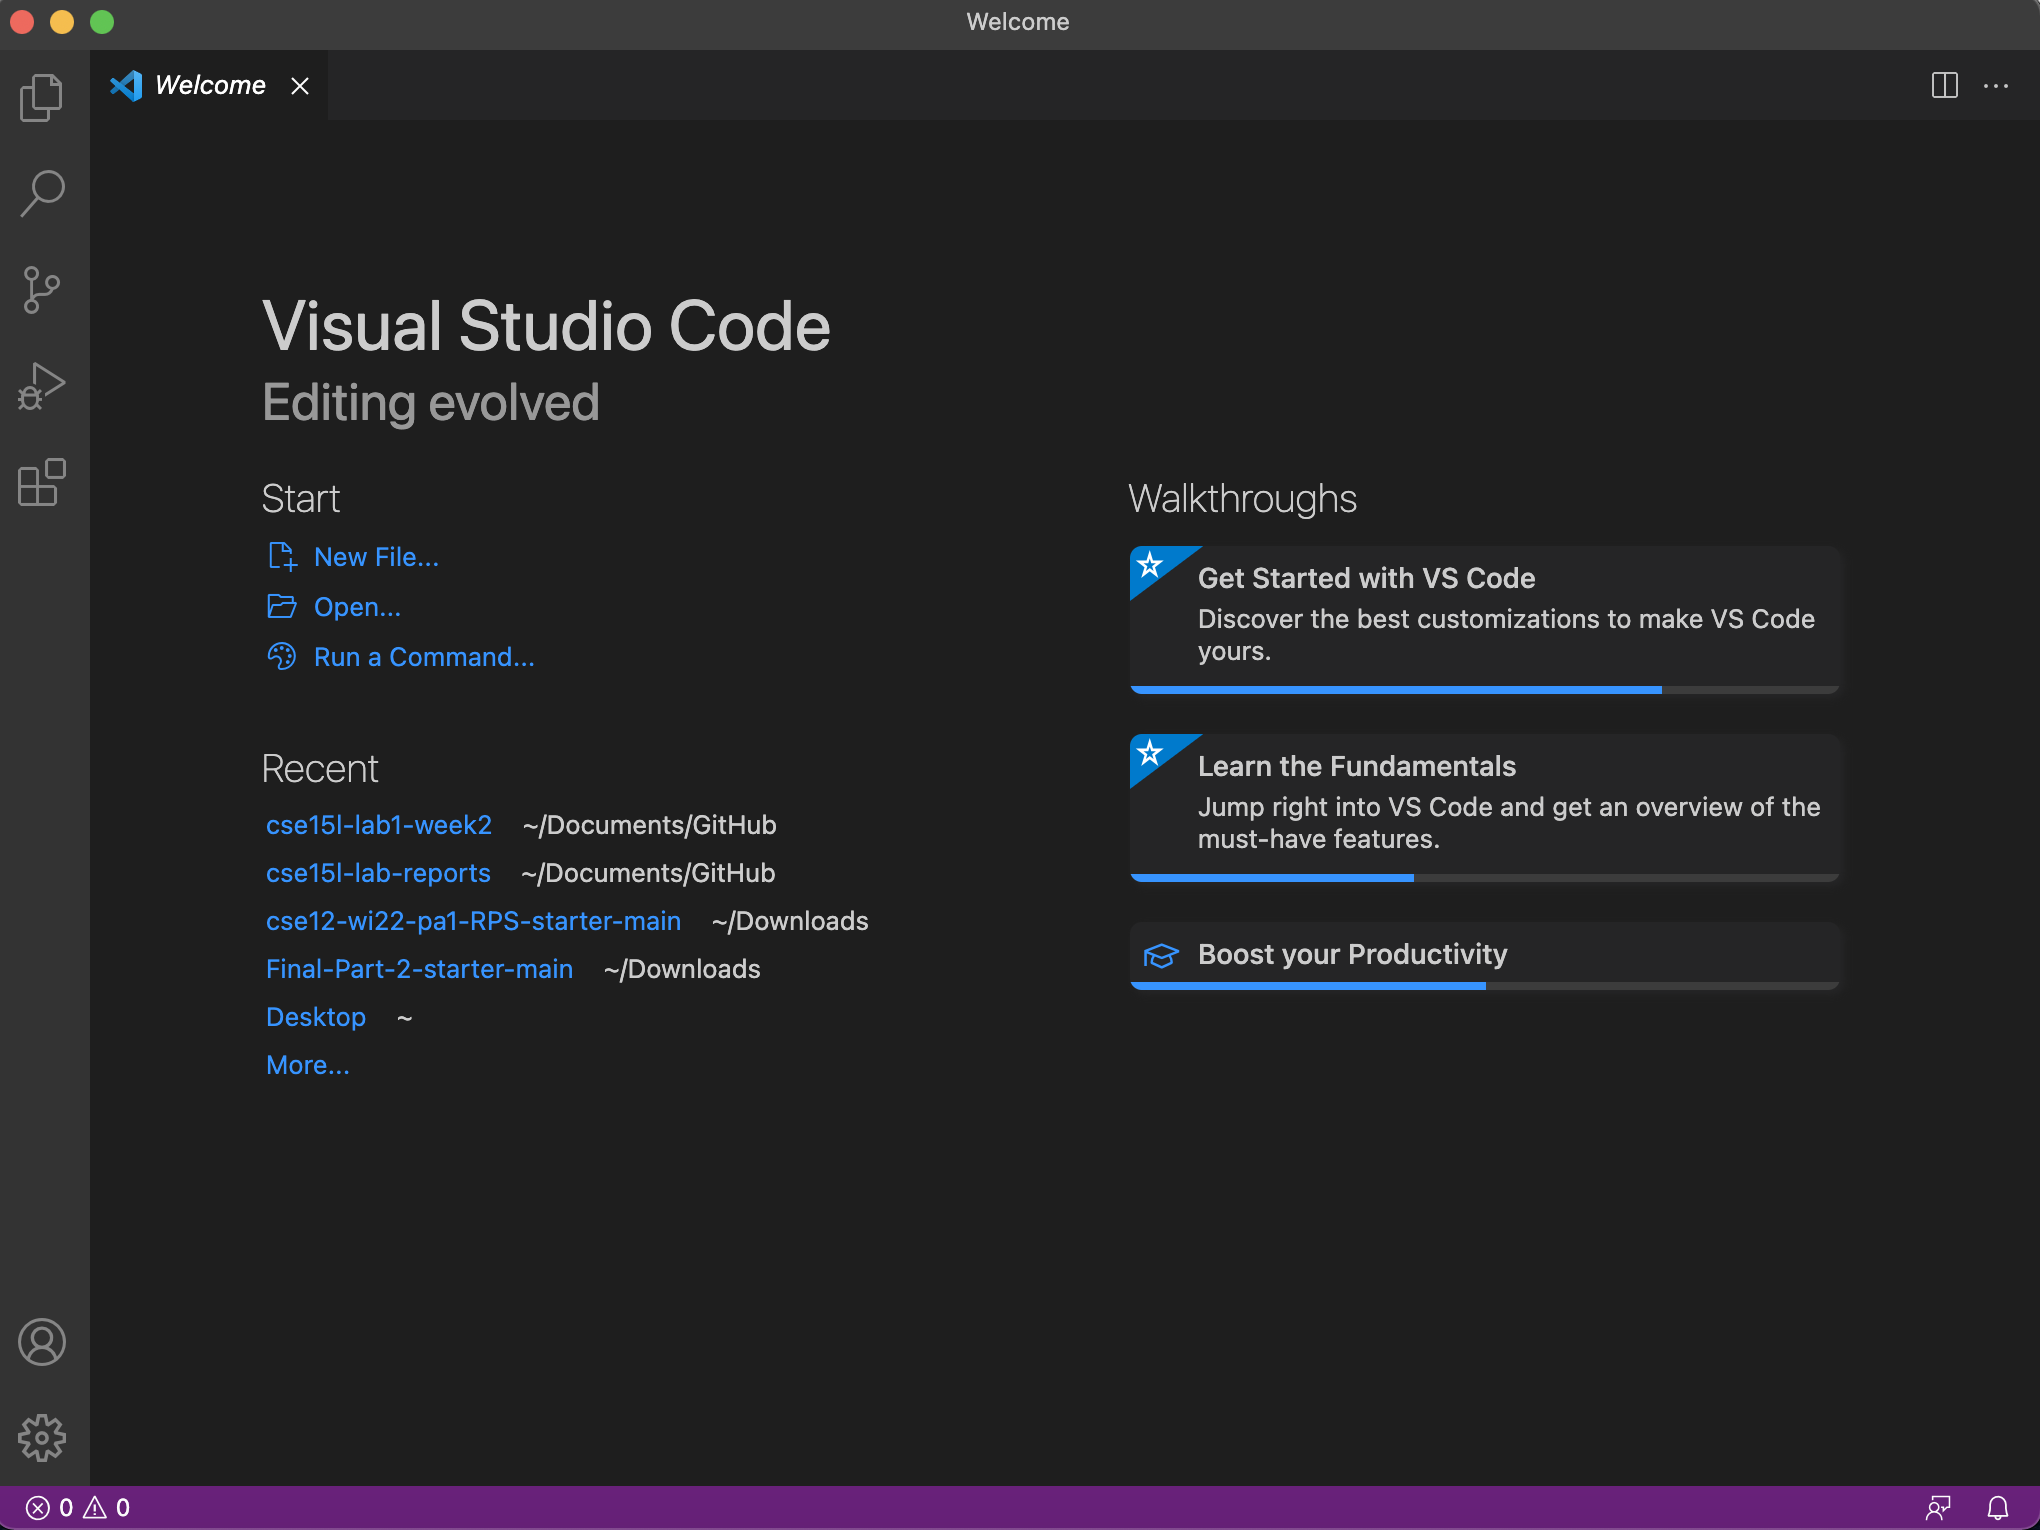 Welcome
Welcome
Visual Studio Code
Editing evolved
Start
New File...
Open...
Run a Command...
Recent
cse15l-lab1-week2 ~/Documents/GitHub
cse15l-lab-reports ~/Documents/GitHub
cse12-wi22-pa1-RPS-starter-main ~/Downloads
Final-Part-2-starter-main ~/Downloads
Desktop ~
More...
Walkthroughs
Get Started with VS Code
Discover the best customizations to make VS Code
yours.
Learn the Fundamentals
Jump right into VS Code and get an overview of the
must-have features.
Boost your Productivity
0 0